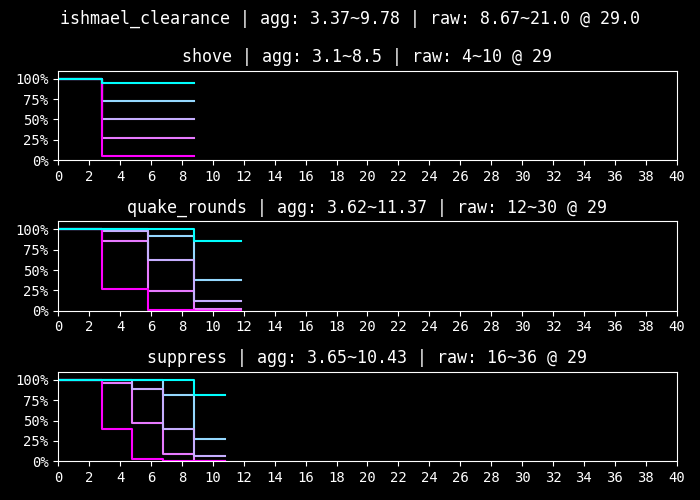 ishmael_clearance | agg: 3.37~9.78 | raw: 8.67~21.0 @ 29.0
shove | agg: 3.1~8.5 | raw: 4~10 @ 29
100%
75%
50%
25%
0%
0 2 4 6 8 10 12 14 16 18 20 22 24 26 28 30 32 34 36 38 40
quake_rounds | agg: 3.62~11.37 | raw: 12~30 @ 29
100%
75%
50%
25%
0%
0 2 4 6 8 10 12 14 16 18 20 22 24 26 28 30 32 34 36 38 40
suppress | agg: 3.65~10.43 | raw: 16~36 @ 29
100%
75%
50%
25%
0%
0 2 4 6 8 10 12 14 16 18 20 22 24 26 28 30 32 34 36 38 40